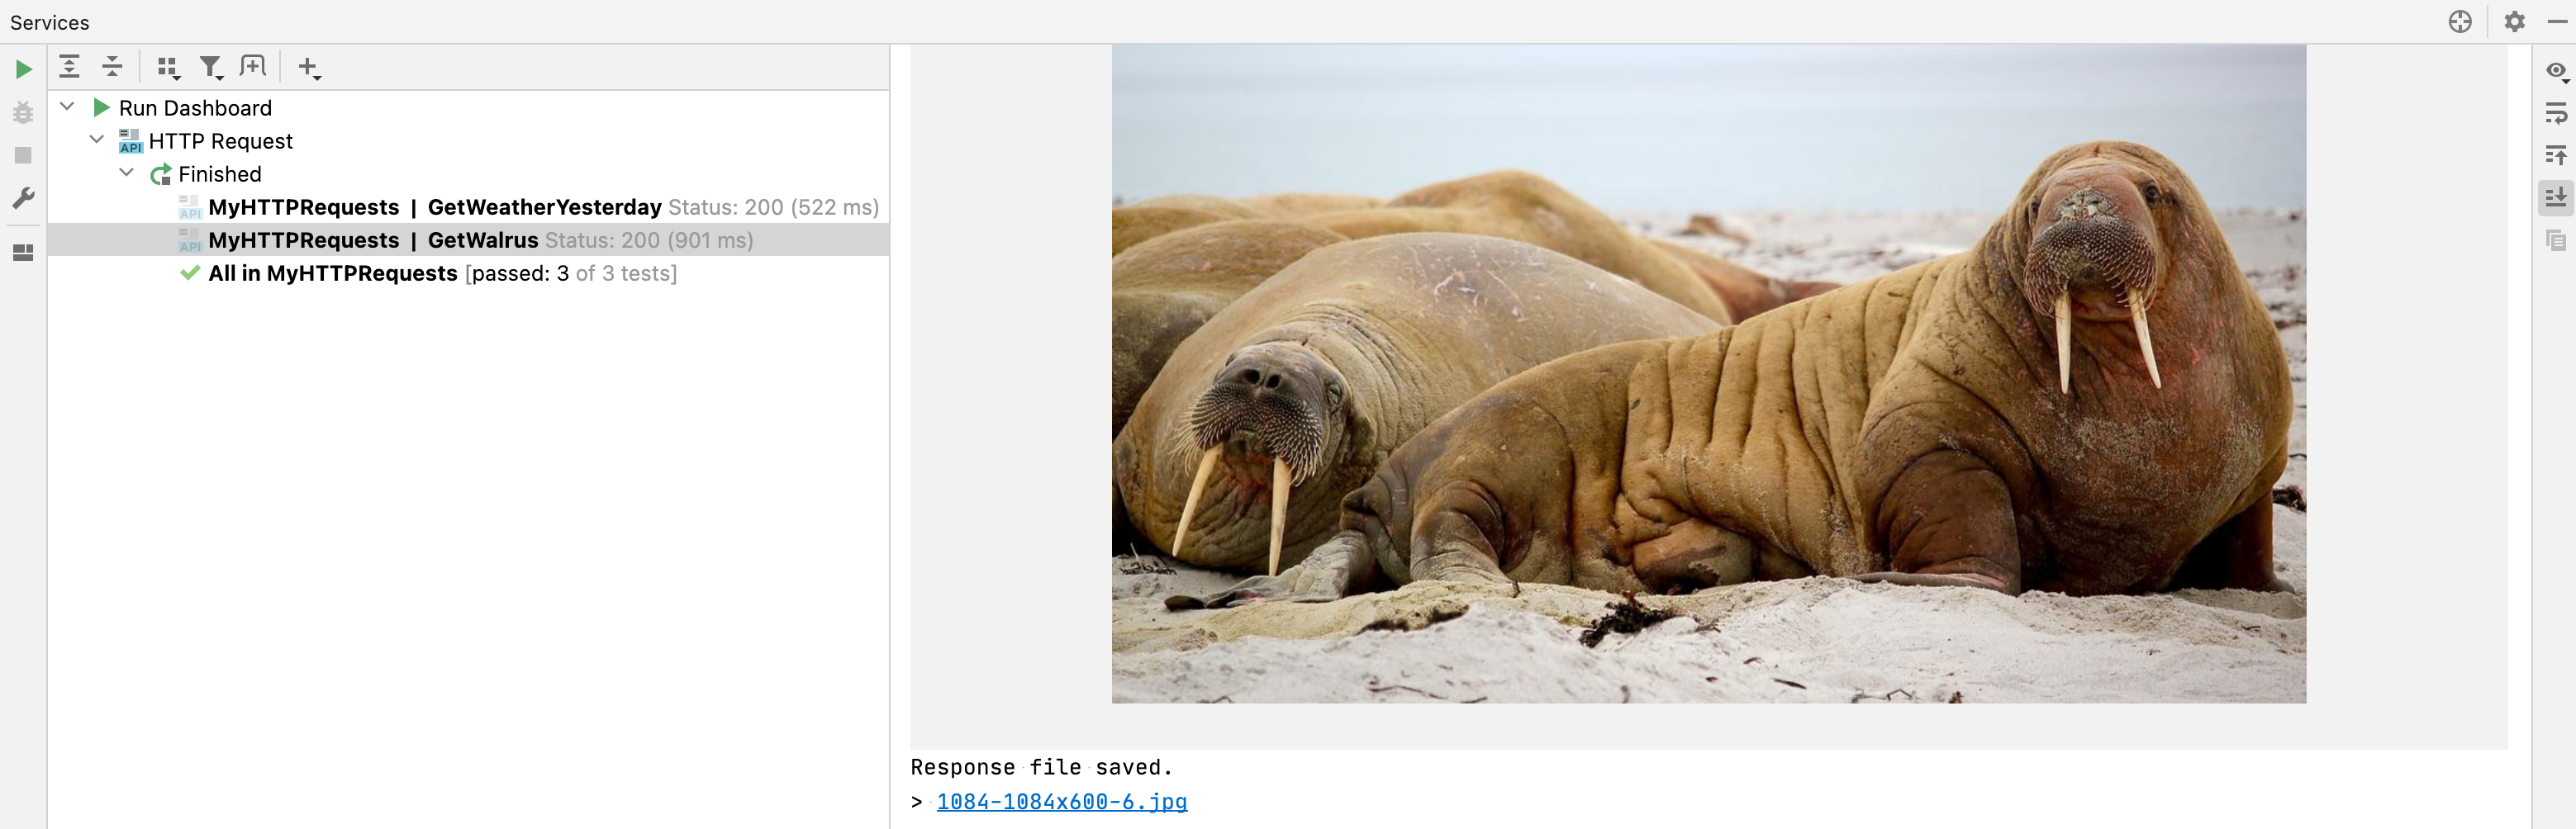 Services
Run Dashboard
API HTTP Request
Finished
API MyHTTPRequests | GetWeatherYesterday Status: 200 (522 ms)
API MyHTTPRequests | GetWalrus Status: 200 (901 ms)
All in MyHTTPRequests [passed: 3 of 3 tests]
Response file saved.
> 1084-1084x600-6.jpg